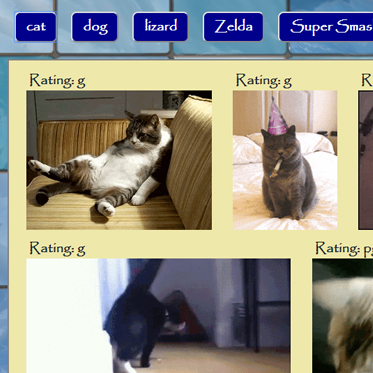 cat dog lizard Zelda Super Smas
Rating: g Rating: g R
Rating: g Rating: pg